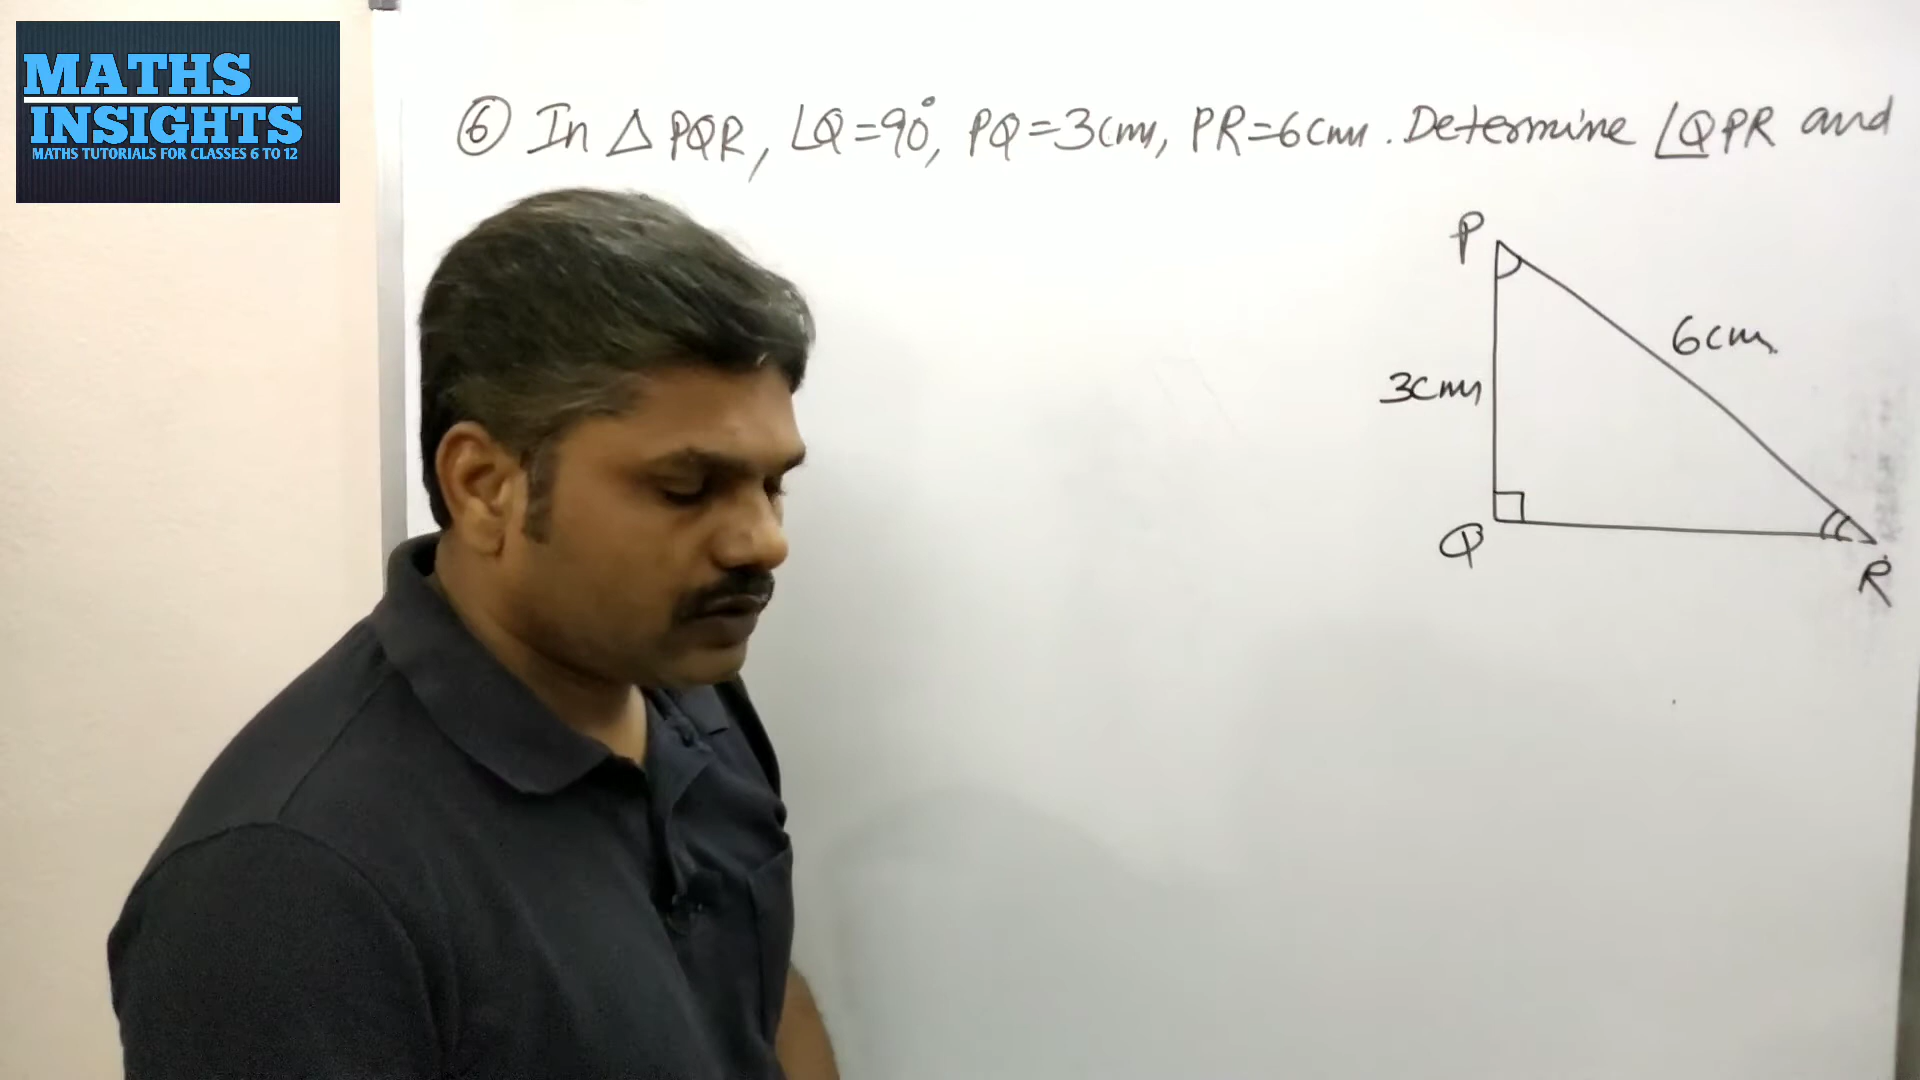 MATHS
INSIGHTS
MATHS TUTORIALS FOR CLASSES 6 TO 12
6 In △ PQR, ∠Q=90°, PQ=3cm, PR=6cm. Determine ∠QPR and
P
6cm
3cm
Q
R